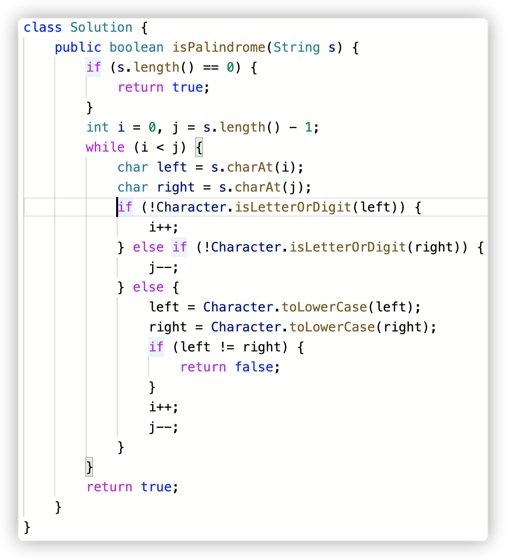 class Solution {
    public boolean isPalindrome(String s) {
        if (s.length() == 0) {
            return true;
        }
        int i = 0, j = s.length() - 1;
        while (i < j) {
            char left = s.charAt(i);
            char right = s.charAt(j);
            if (!Character.isLetterOrDigit(left)) {
                i++;
            } else if (!Character.isLetterOrDigit(right)) {
                j--;
            } else {
                left = Character.toLowerCase(left);
                right = Character.toLowerCase(right);
                if (left != right) {
                    return false;
                }
                i++;
                j--;
            }
        }
        return true;
    }
}